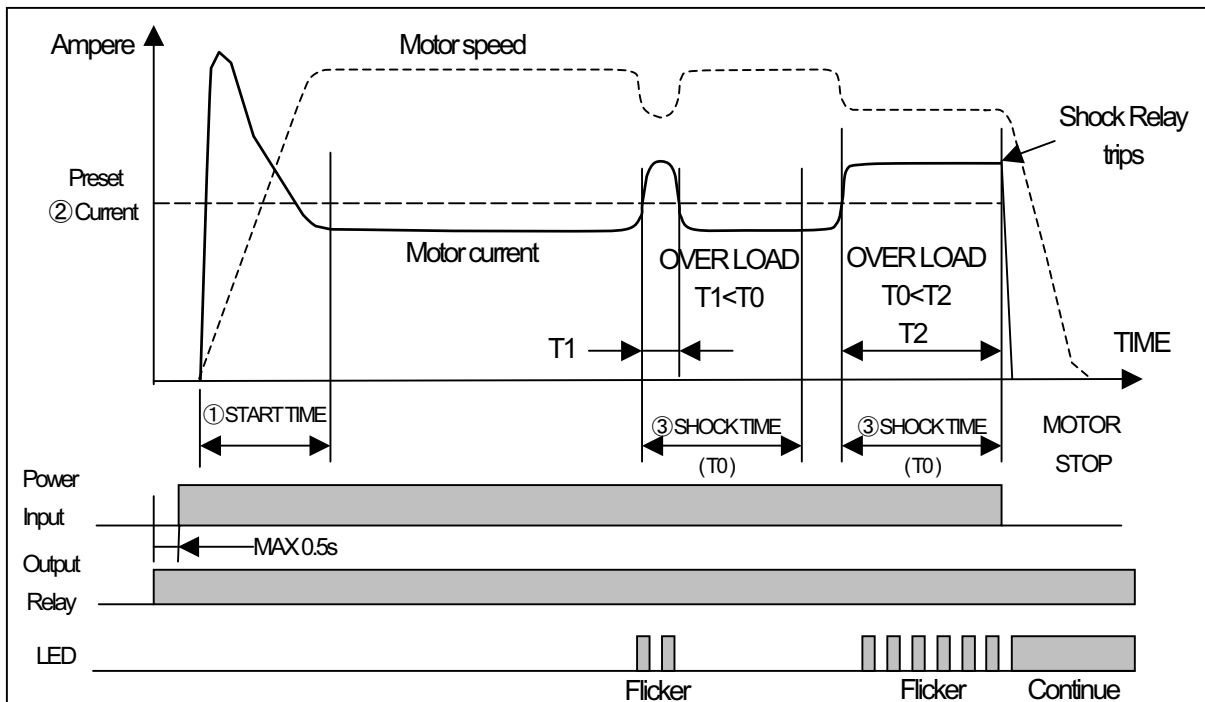 Ampere
Motor speed
Shock Relay
trips
Preset
②Current
Motor current
OVER LOAD
T1<T0
OVER LOAD
T0<T2
T1
T2
TIME
①START TIME
③SHOCK TIME
(T0)
③SHOCK TIME
(T0)
MOTOR
STOP
Power
Input
MAX 0.5s
Output
Relay
LED
Flicker
Flicker
Continue